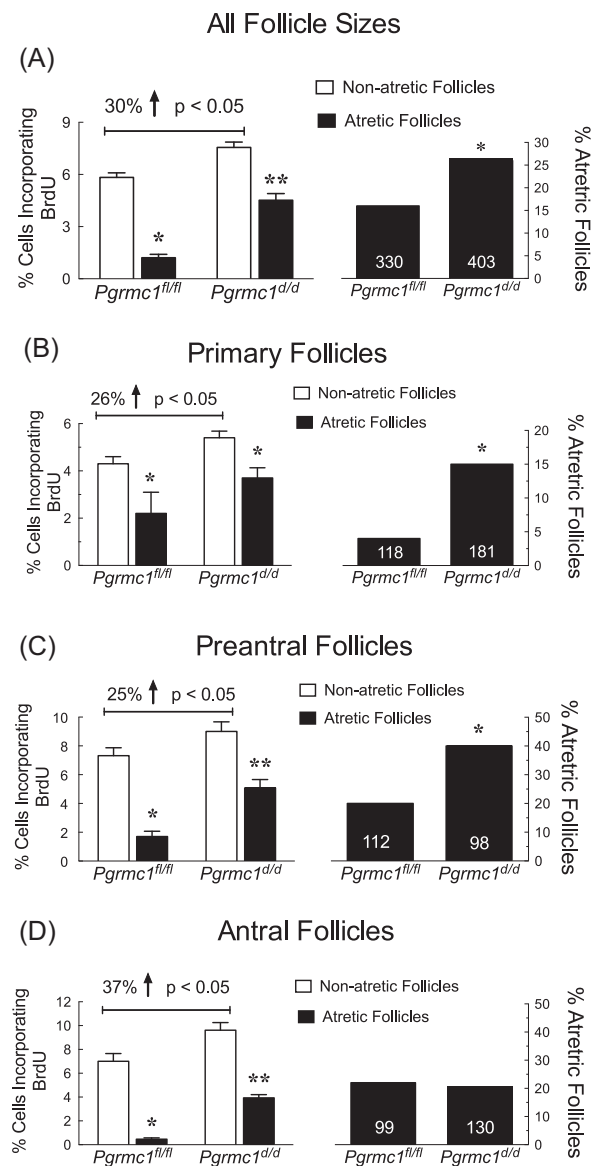 All Follicle Sizes
(A)
Non-atretic Follicles
Atretic Follicles
30% ↑ p < 0.05
% Cells Incorporating
BrdU
9
6
3
0
*
**
Pgrmc1fl/fl
Pgrmc1d/d
*
330
403
Pgrmc1fl/fl
Pgrmc1d/d
30
25
20
15
10
5
0
% Atretric Follicles
(B)
Primary Follicles
Non-atretic Follicles
Atretic Follicles
26% ↑ p < 0.05
% Cells Incorporating
BrdU
6
4
2
0
*
*
Pgrmc1fl/fl
Pgrmc1d/d
*
118
181
Pgrmc1fl/fl
Pgrmc1d/d
20
15
10
5
0
% Atretric Follicles
(C)
Preantral Follicles
Non-atretic Follicles
Atretic Follicles
25% ↑ p < 0.05
% Cells Incorporating
BrdU
10
8
6
4
2
0
*
**
Pgrmc1fl/fl
Pgrmc1d/d
*
112
98
Pgrmc1fl/fl
Pgrmc1d/d
50
40
30
20
10
0
% Atretric Follicles
(D)
Antral Follicles
Non-atretic Follicles
Atretic Follicles
37% ↑ p < 0.05
% Cells Incorporating
BrdU
12
10
8
6
4
2
0
*
**
Pgrmc1fl/fl
Pgrmc1d/d
99
130
Pgrmc1fl/fl
Pgrmc1d/d
50
40
30
20
10
0
% Atretric Follicles